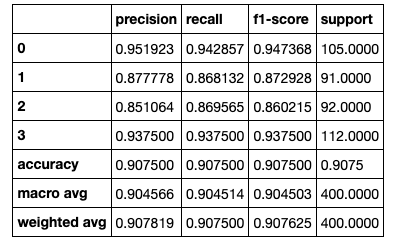 precision recall f1-score support
0 0.951923 0.942857 0.947368 105.0000
1 0.877778 0.868132 0.872928 91.0000
2 0.851064 0.869565 0.860215 92.0000
3 0.937500 0.937500 0.937500 112.0000
accuracy 0.907500 0.907500 0.907500 0.9075
macro avg 0.904566 0.904514 0.904503 400.0000
weighted avg 0.907819 0.907500 0.907625 400.0000